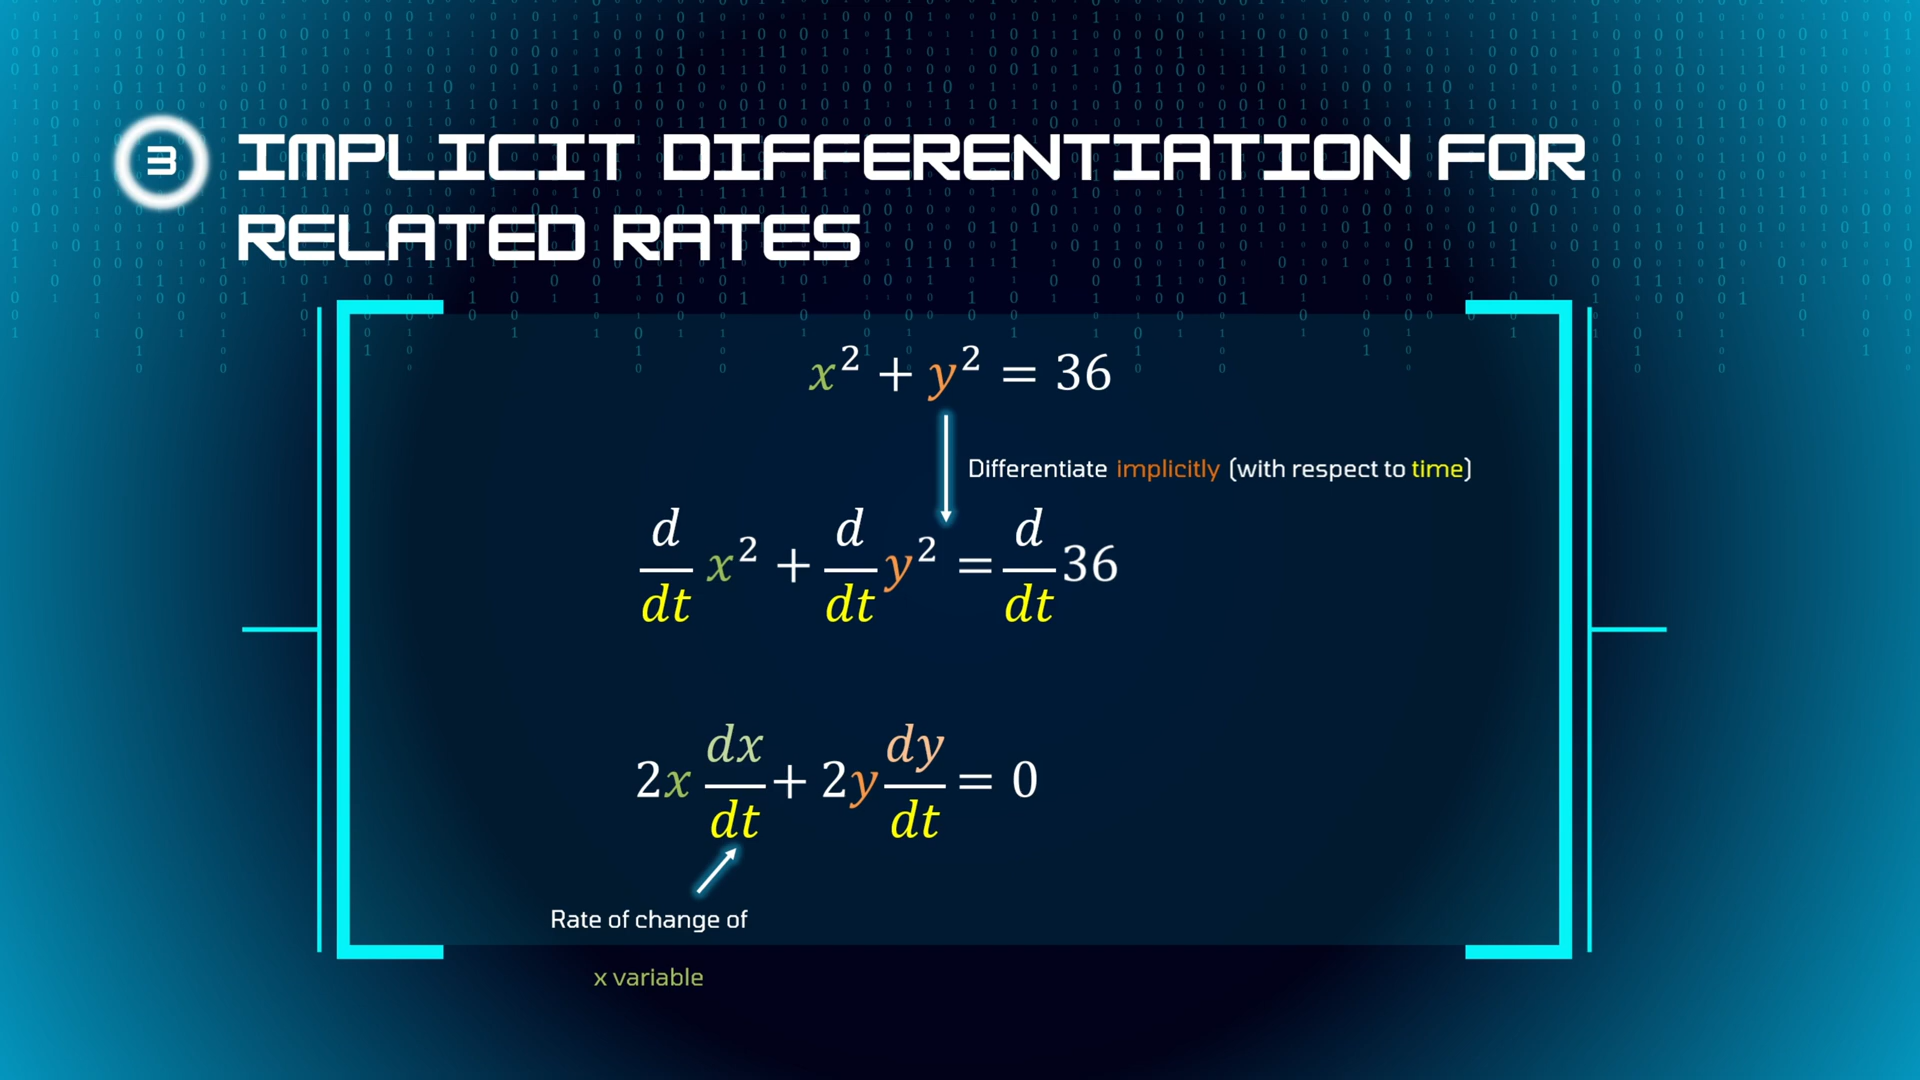 3 IMPLICIT DIFFERENTIATION FOR
RELATED RATES
x² + y² = 36
Differentiate implicitly (with respect to time)
d/dt x² + d/dt y² = d/dt 36
2x dx/dt + 2y dy/dt = 0
Rate of change of
x variable